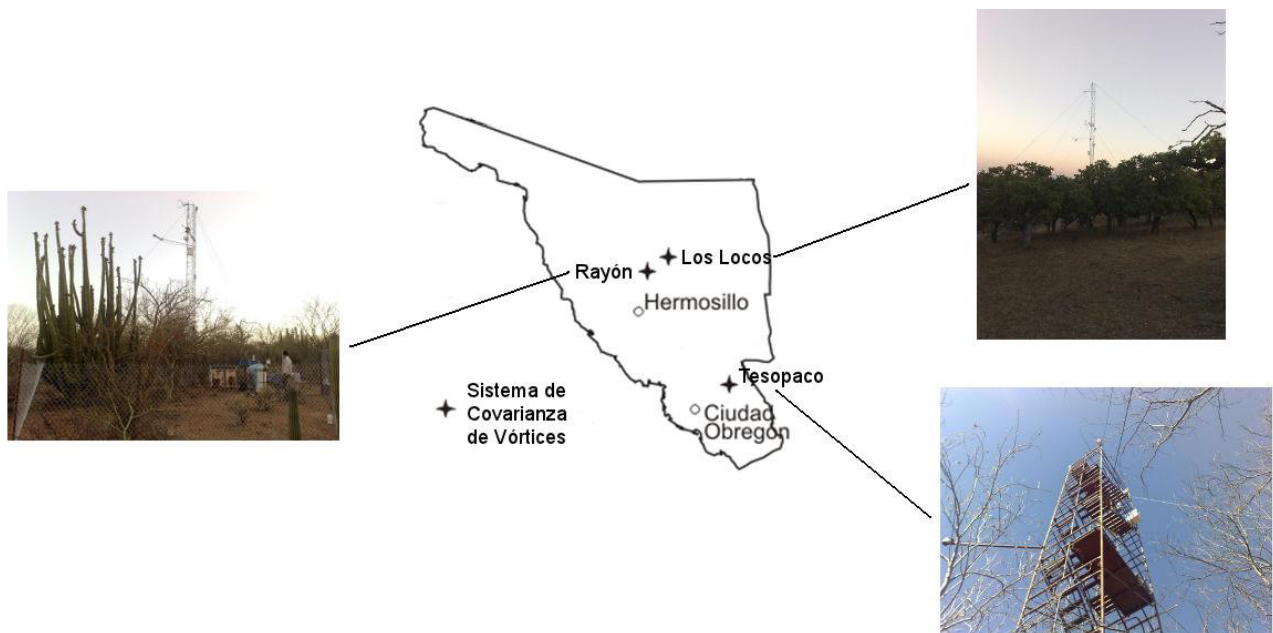 Los Locos
Rayón
Hermosillo
Tesopaco
Sistema de
Covarianza
de Vórtices
Ciudad
Obregón